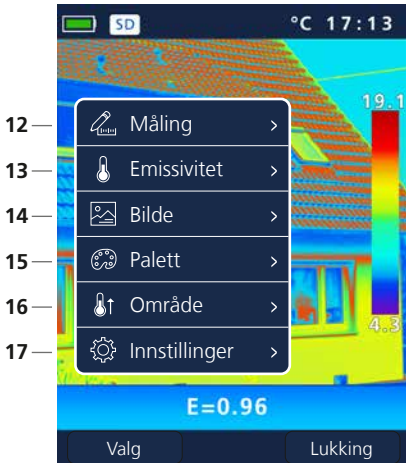 SD °C 17:13
19.1
12 Måling >
13 Emissivitet >
14 Bilde >
15 Palett >
16 Område >
17 Innstillinger >
4.3
E=0.96
Valg Lukking